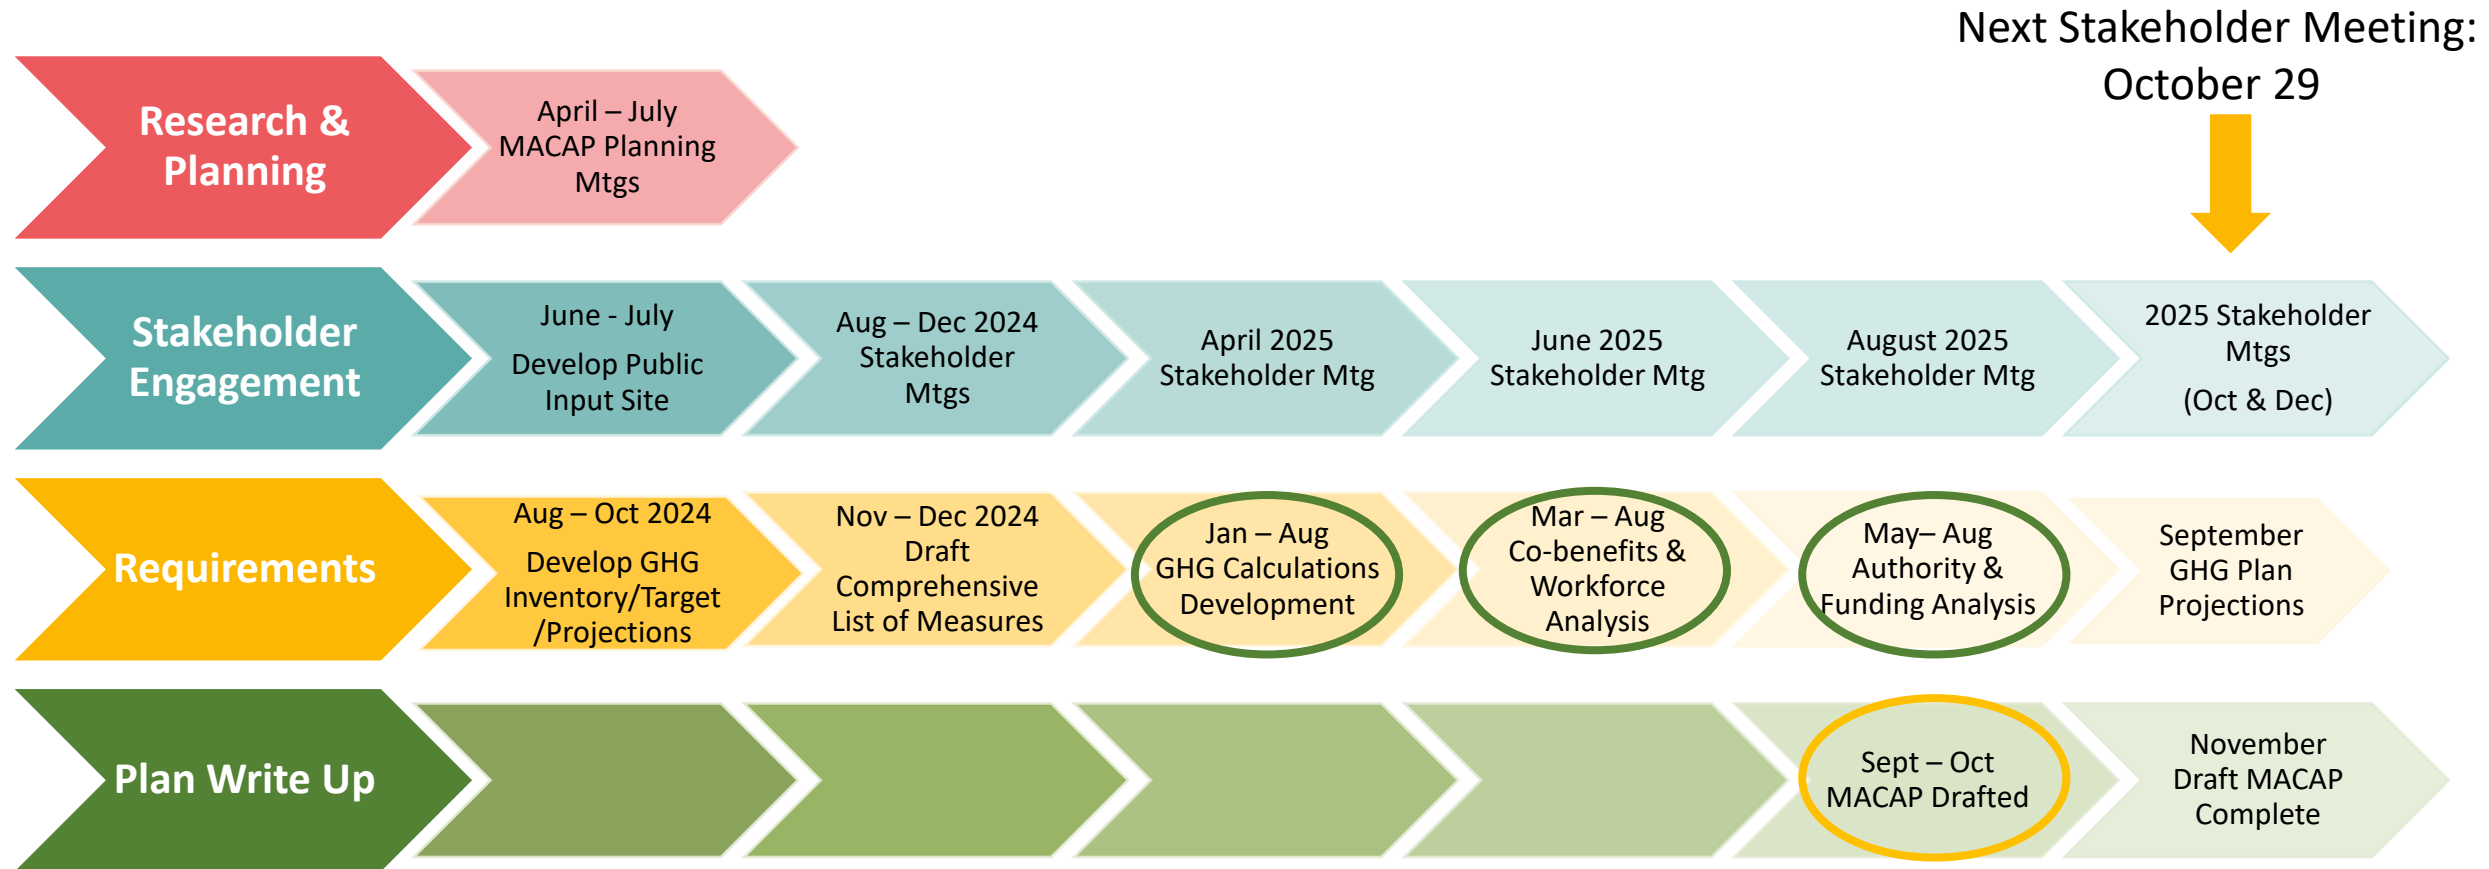 Next Stakeholder Meeting:
October 29
Research &
Planning
April – July
MACAP Planning
Mtgs
Stakeholder
Engagement
June - July
Develop Public
Input Site
Aug – Dec 2024
Stakeholder
Mtgs
April 2025
Stakeholder Mtg
June 2025
Stakeholder Mtg
August 2025
Stakeholder Mtg
2025 Stakeholder
Mtgs
(Oct & Dec)
Requirements
Aug – Oct 2024
Develop GHG
Inventory/Target
/Projections
Nov – Dec 2024
Draft
Comprehensive
List of Measures
Jan – Aug
GHG Calculations
Development
Mar – Aug
Co-benefits &
Workforce
Analysis
May– Aug
Authority &
Funding Analysis
September
GHG Plan
Projections
Plan Write Up
Sept – Oct
MACAP Drafted
November
Draft MACAP
Complete